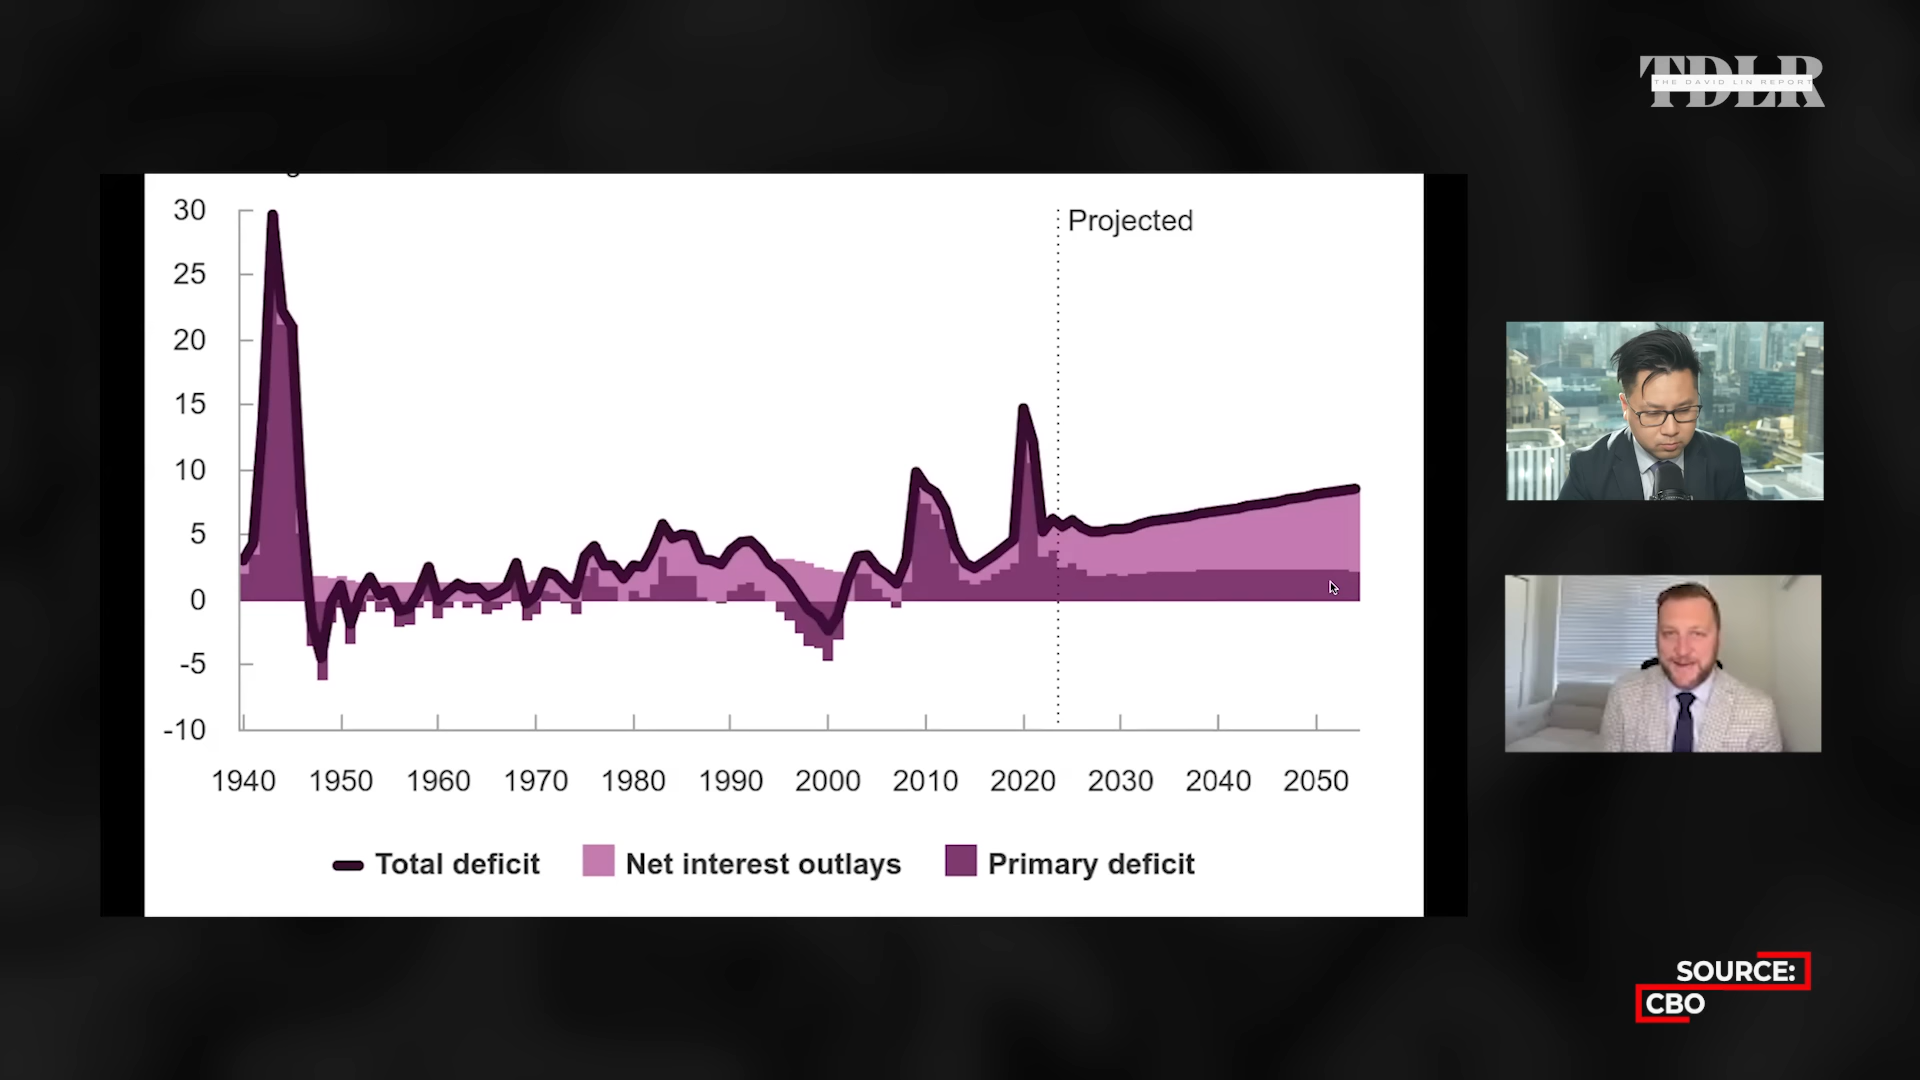 TDLR
THE DAVID LIN REPORT
30
Projected
25
20
15
10
5
0
-5
-10
1940 1950 1960 1970 1980 1990 2000 2010 2020 2030 2040 2050
Total deficit Net interest outlays Primary deficit
SOURCE:
CBO